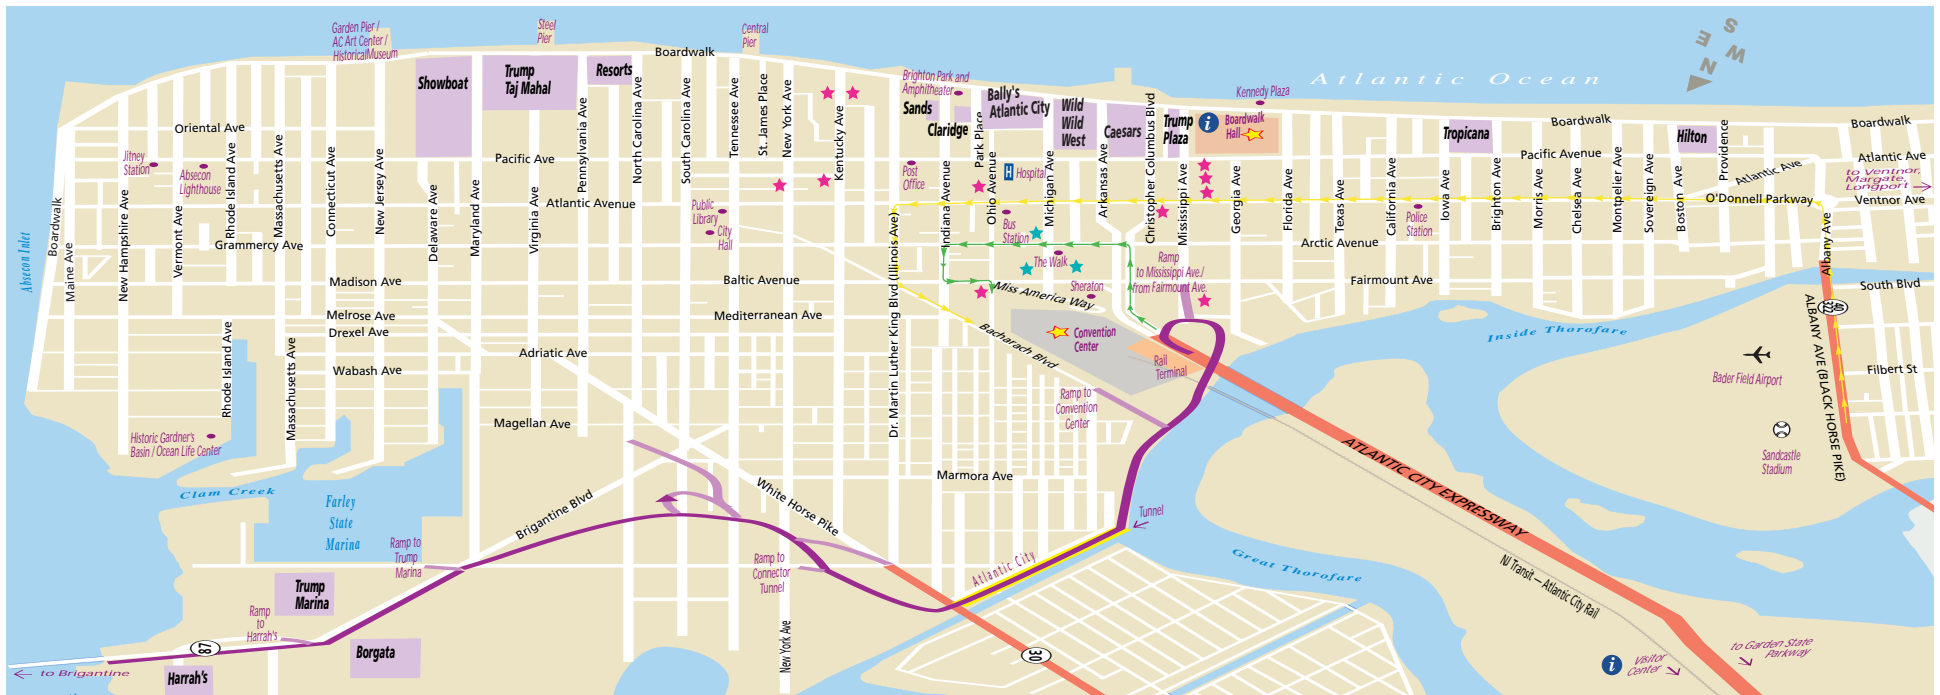 Garden Pier /
AC Art Center /
HistoricalMuseum
Steel
Pier
Central
Pier
Boardwalk
Atlantic Ocean
S
W
E
N
Showboat
Trump
Taj Mahal
Resorts
Brighton Park and
Amphitheater
Sands
Claridge
Bally's
Atlantic City
Wild
Wild
West
Caesars
Trump
Plaza
i
Boardwalk
Hall
Kennedy Plaza
Tropicana
Hilton
Boardwalk
Boardwalk
Oriental Ave
Pacific Ave
Pacific Avenue
Atlantic Ave
Atlantic Ave
to Ventnor,
Margate,
Longport
Ventnor Ave
O'Donnell Parkway
Atlantic Avenue
Jitney
Station
Absecon
Lighthouse
Post
Office
H
Hospital
Public
Library
City
Hall
Bus
Station
Police
Station
Grammercy Ave
Arctic Avenue
Madison Ave
Baltic Avenue
Fairmount Ave
Melrose Ave
Mediterranean Ave
Drexel Ave
Adriatic Ave
Wabash Ave
Magellan Ave
Marmora Ave
Absecon Inlet
Boardwalk
Maine Ave
New Hampshire Ave
Vermont Ave
Rhode Island Ave
Massachusetts Ave
Connecticut Ave
New Jersey Ave
Delaware Ave
Maryland Ave
Virginia Ave
Pennsylvania Ave
North Carolina Ave
South Carolina Ave
Tennessee Ave
St. James Place
New York Ave
Kentucky Ave
Dr. Martin Luther King Blvd (Illinois Ave)
Indiana Avenue
Park Place
Ohio Avenue
Michigan Ave
Arkansas Ave
Christopher Columbus Blvd
Mississippi Ave
Georgia Ave
Florida Ave
Texas Ave
California Ave
Iowa Ave
Brighton Ave
Morris Ave
Chelsea Ave
Montpelier Ave
Sovereign Ave
Boston Ave
Providence
Albany Ave
Rhode Island Ave
Massachusetts Ave
The Walk
Sheraton
Miss America Way
Ramp
to Mississippi Ave./
from Fairmount Ave.
Convention
Center
Bacharach Blvd
Rail
Terminal
Ramp to
Convention
Center
South Blvd
40
322
ALBANY AVE (BLACK HORSE PIKE)
Filbert St
Inside Thorofare
Bader Field Airport
Sandcastle
Stadium
Historic Gardner's
Basin / Ocean Life Center
Clam Creek
Farley
State
Marina
Brigantine Blvd
White Horse Pike
Ramp to
Trump
Marina
Ramp to
Connector
Tunnel
Tunnel
Atlantic City
Great Thorofare
ATLANTIC CITY EXPRESSWAY
NJ Transit — Atlantic City Rail
Trump
Marina
Ramp
to
Harrah's
87
Borgata
Harrah's
to Brigantine
New York Ave
30
i
Visitor
Center
to Garden State
Parkway